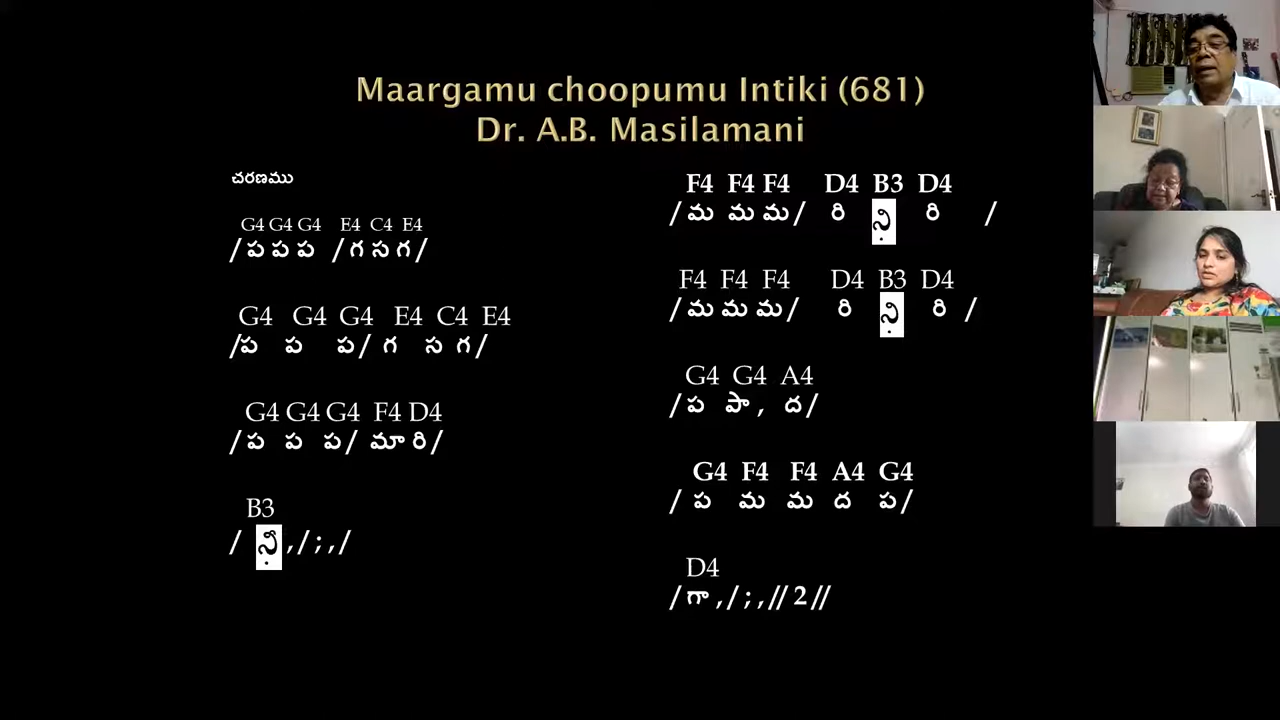 Maargamu choopumu Intiki (681)
Dr. A.B. Masilamani
చరణము
G4 G4 G4 E4 C4 E4
/ ప ప ప / గ స గ /
G4 G4 G4 E4 C4 E4
/ప ప ప / గ స గ /
G4 G4 G4 F4 D4
/ ప ప ప / మా రి /
B3
/ నీ̣ , / ; , /
F4 F4 F4 D4 B3 D4
/ మ మ మ / రి ని̣ రి /
F4 F4 F4 D4 B3 D4
/ మ మ మ / రి ని̣ రి /
G4 G4 A4
/ ప పా , ద /
G4 F4 F4 A4 G4
/ ప మ మ ద ప /
D4
/ గా , / ; , // 2 //